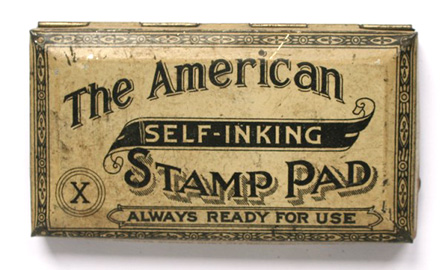 The American
SELF-INKING
STAMP PAD
X
ALWAYS READY FOR USE